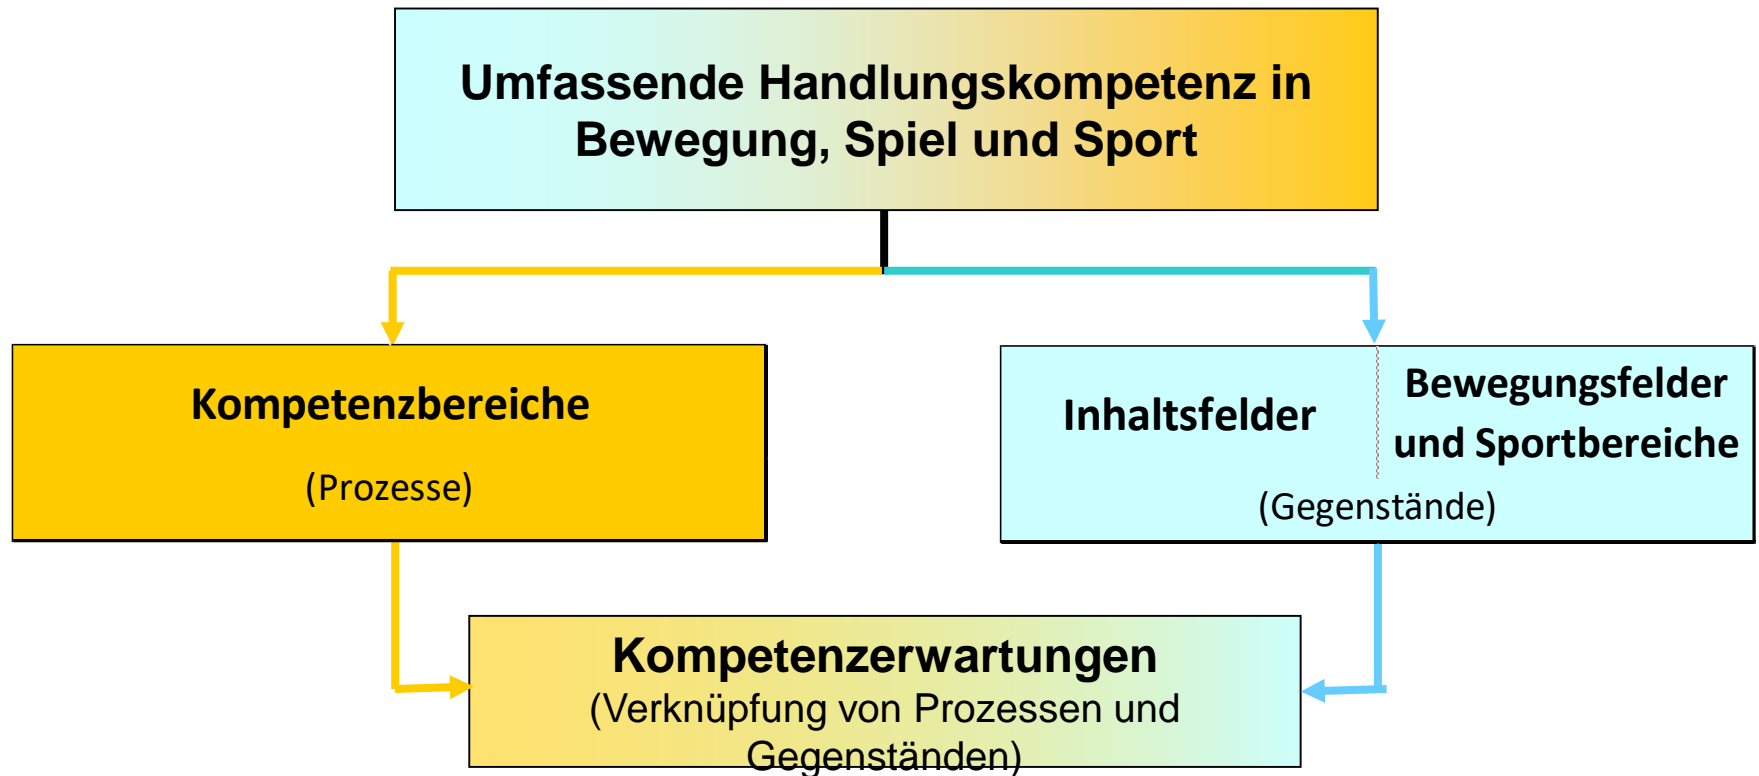 Umfassende Handlungskompetenz in
Bewegung, Spiel und Sport
Kompetenzbereiche
(Prozesse)
Inhaltsfelder
Bewegungsfelder
und Sportbereiche
(Gegenstände)
Kompetenzerwartungen
(Verknüpfung von Prozessen und
Gegenständen)